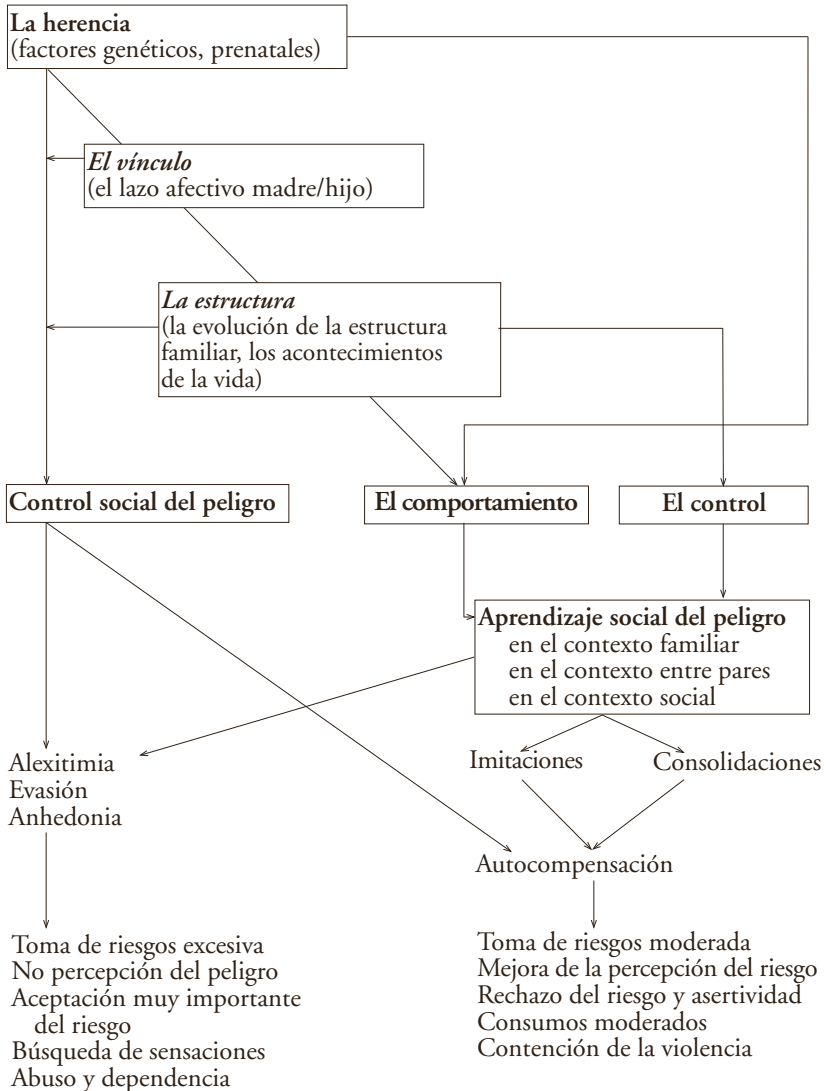 La herencia
(factores genéticos, prenatales)
El vínculo
(el lazo afectivo madre/hijo)
La estructura
(la evolución de la estructura
familiar, los acontecimientos
de la vida)
Control social del peligro
El comportamiento
El control
Aprendizaje social del peligro
en el contexto familiar
en el contexto entre pares
en el contexto social
Alexitimia
Evasión
Anhedonia
Imitaciones
Consolidaciones
Autocompensación
Toma de riesgos excesiva
No percepción del peligro
Aceptación muy importante
del riesgo
Búsqueda de sensaciones
Abuso y dependencia
Toma de riesgos moderada
Mejora de la percepción del riesgo
Rechazo del riesgo y asertividad
Consumos moderados
Contención de la violencia